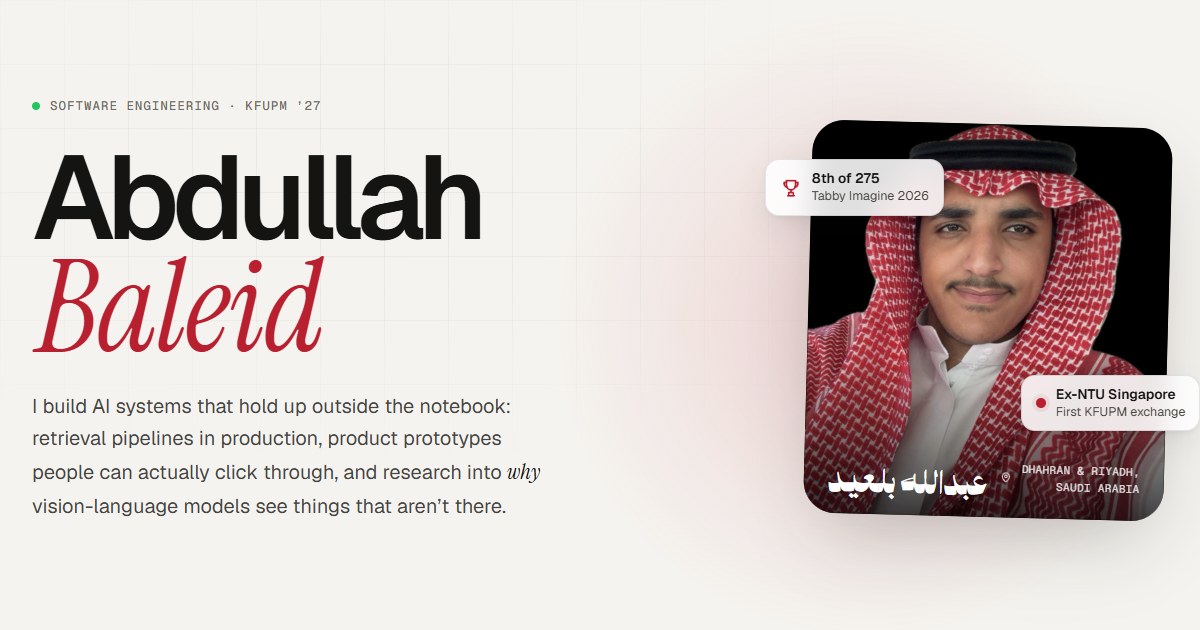 SOFTWARE ENGINEERING · KFUPM ’27
Abdullah
Baleid
I build AI systems that hold up outside the notebook:
retrieval pipelines in production, product prototypes
people can actually click through, and research into why
vision-language models see things that aren’t there.
8th of 275
Tabby Imagine 2026
Ex-NTU Singapore
First KFUPM exchange
عبدالله بلعيد
DHAHRAN & RIYADH,
SAUDI ARABIA